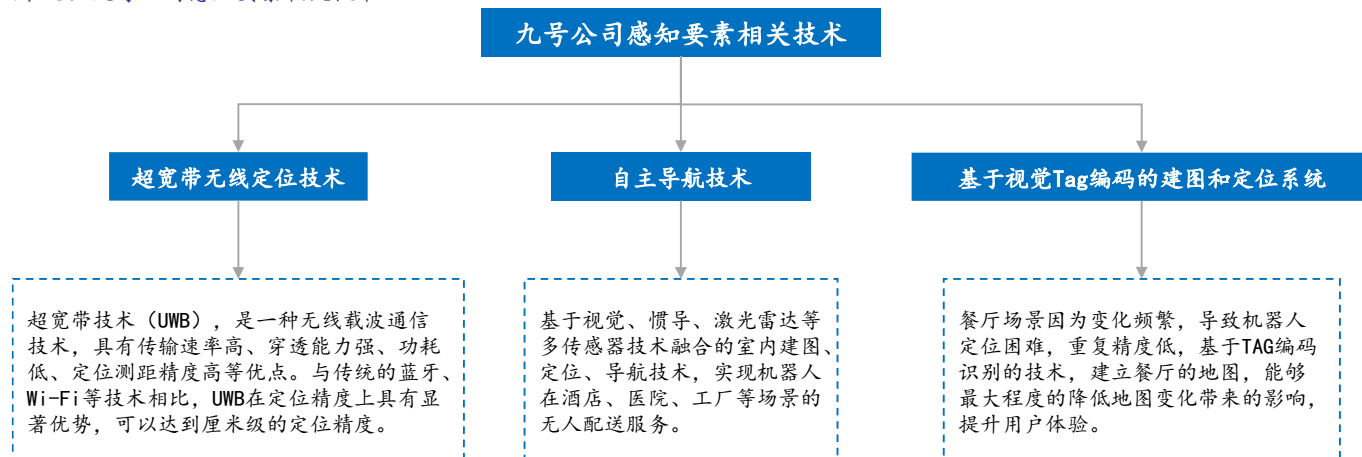 九号公司感知要素相关技术
超宽带无线定位技术
自主导航技术
基于视觉Tag编码的建图和定位系统
超宽带技术（UWB），是一种无线载波通信
技术，具有传输速率高、穿透能力强、功耗
低、定位测距精度高等优点。与传统的蓝牙、
Wi-Fi等技术相比，UWB在定位精度上具有显
著优势，可以达到厘米级的定位精度。
基于视觉、惯导、激光雷达等
多传感器技术融合的室内建图、
定位、导航技术，实现机器人
在酒店、医院、工厂等场景的
无人配送服务。
餐厅场景因为变化频繁，导致机器人
定位困难，重复精度低，基于TAG编码
识别的技术，建立餐厅的地图，能够
最大程度的降低地图变化带来的影响，
提升用户体验。